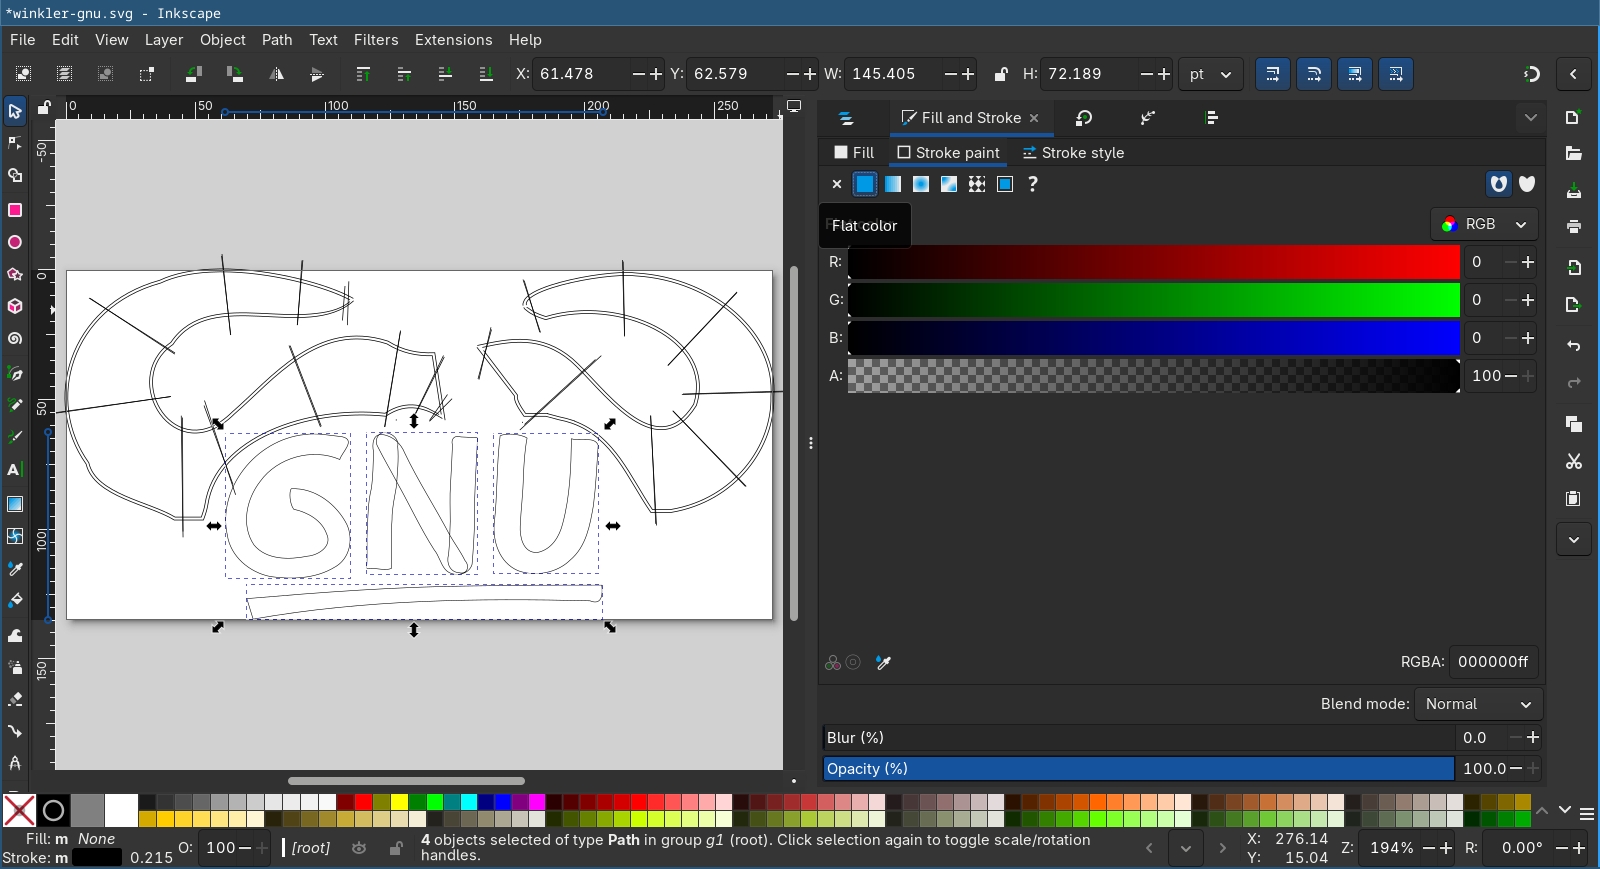 *winkler-gnu.svg - Inkscape
File Edit View Layer Object Path Text Filters Extensions Help
X: 61.478 Y: 62.579 W: 145.405 H: 72.189 pt
0 50 100 150 200 250
Fill and Stroke
Fill Stroke paint Stroke style
Flat color
RGB
R: 0
G: 0
B: 0
A: 100
-50
0
50
100
150
GNU
RGBA: 000000ff
Blend mode: Normal
Blur (%) 0.0
Opacity (%) 100.0
Fill: m None
Stroke: m 0.215
O: 100
[root]
4 objects selected of type Path in group g1 (root). Click selection again to toggle scale/rotation
handles.
X: 276.14
Y: 15.04
Z: 194%
R: 0.00°